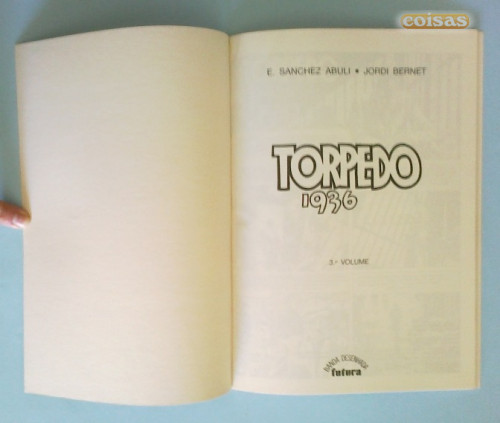 coisas
E. SANCHEZ ABULI • JORDI BERNET
TORPEDO
1936
3.º VOLUME
BANDA DESENHADA
futura